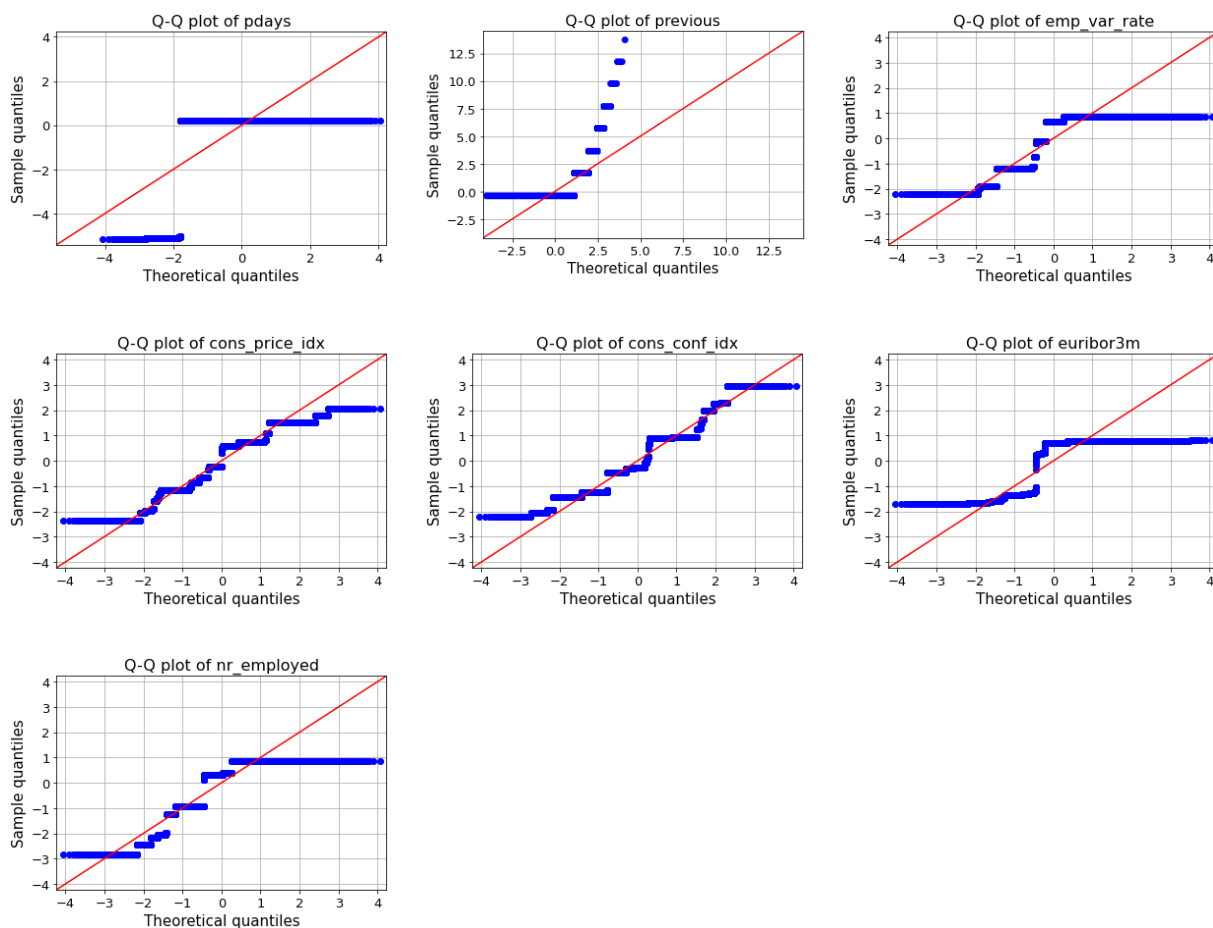 Q-Q plot of pdays
Sample quantiles
4
2
0
−2
−4
−4 −2 0 2 4
Theoretical quantiles
Q-Q plot of previous
Sample quantiles
12.5
10.0
7.5
5.0
2.5
0.0
−2.5
−2.5 0.0 2.5 5.0 7.5 10.0 12.5
Theoretical quantiles
Q-Q plot of emp_var_rate
Sample quantiles
4
3
2
1
0
−1
−2
−3
−4
−4 −3 −2 −1 0 1 2 3 4
Theoretical quantiles
Q-Q plot of cons_price_idx
Sample quantiles
4
3
2
1
0
−1
−2
−3
−4
−4 −3 −2 −1 0 1 2 3 4
Theoretical quantiles
Q-Q plot of cons_conf_idx
Sample quantiles
4
3
2
1
0
−1
−2
−3
−4
−4 −3 −2 −1 0 1 2 3 4
Theoretical quantiles
Q-Q plot of euribor3m
Sample quantiles
4
3
2
1
0
−1
−2
−3
−4
−4 −3 −2 −1 0 1 2 3 4
Theoretical quantiles
Q-Q plot of nr_employed
Sample quantiles
4
3
2
1
0
−1
−2
−3
−4
−4 −3 −2 −1 0 1 2 3 4
Theoretical quantiles